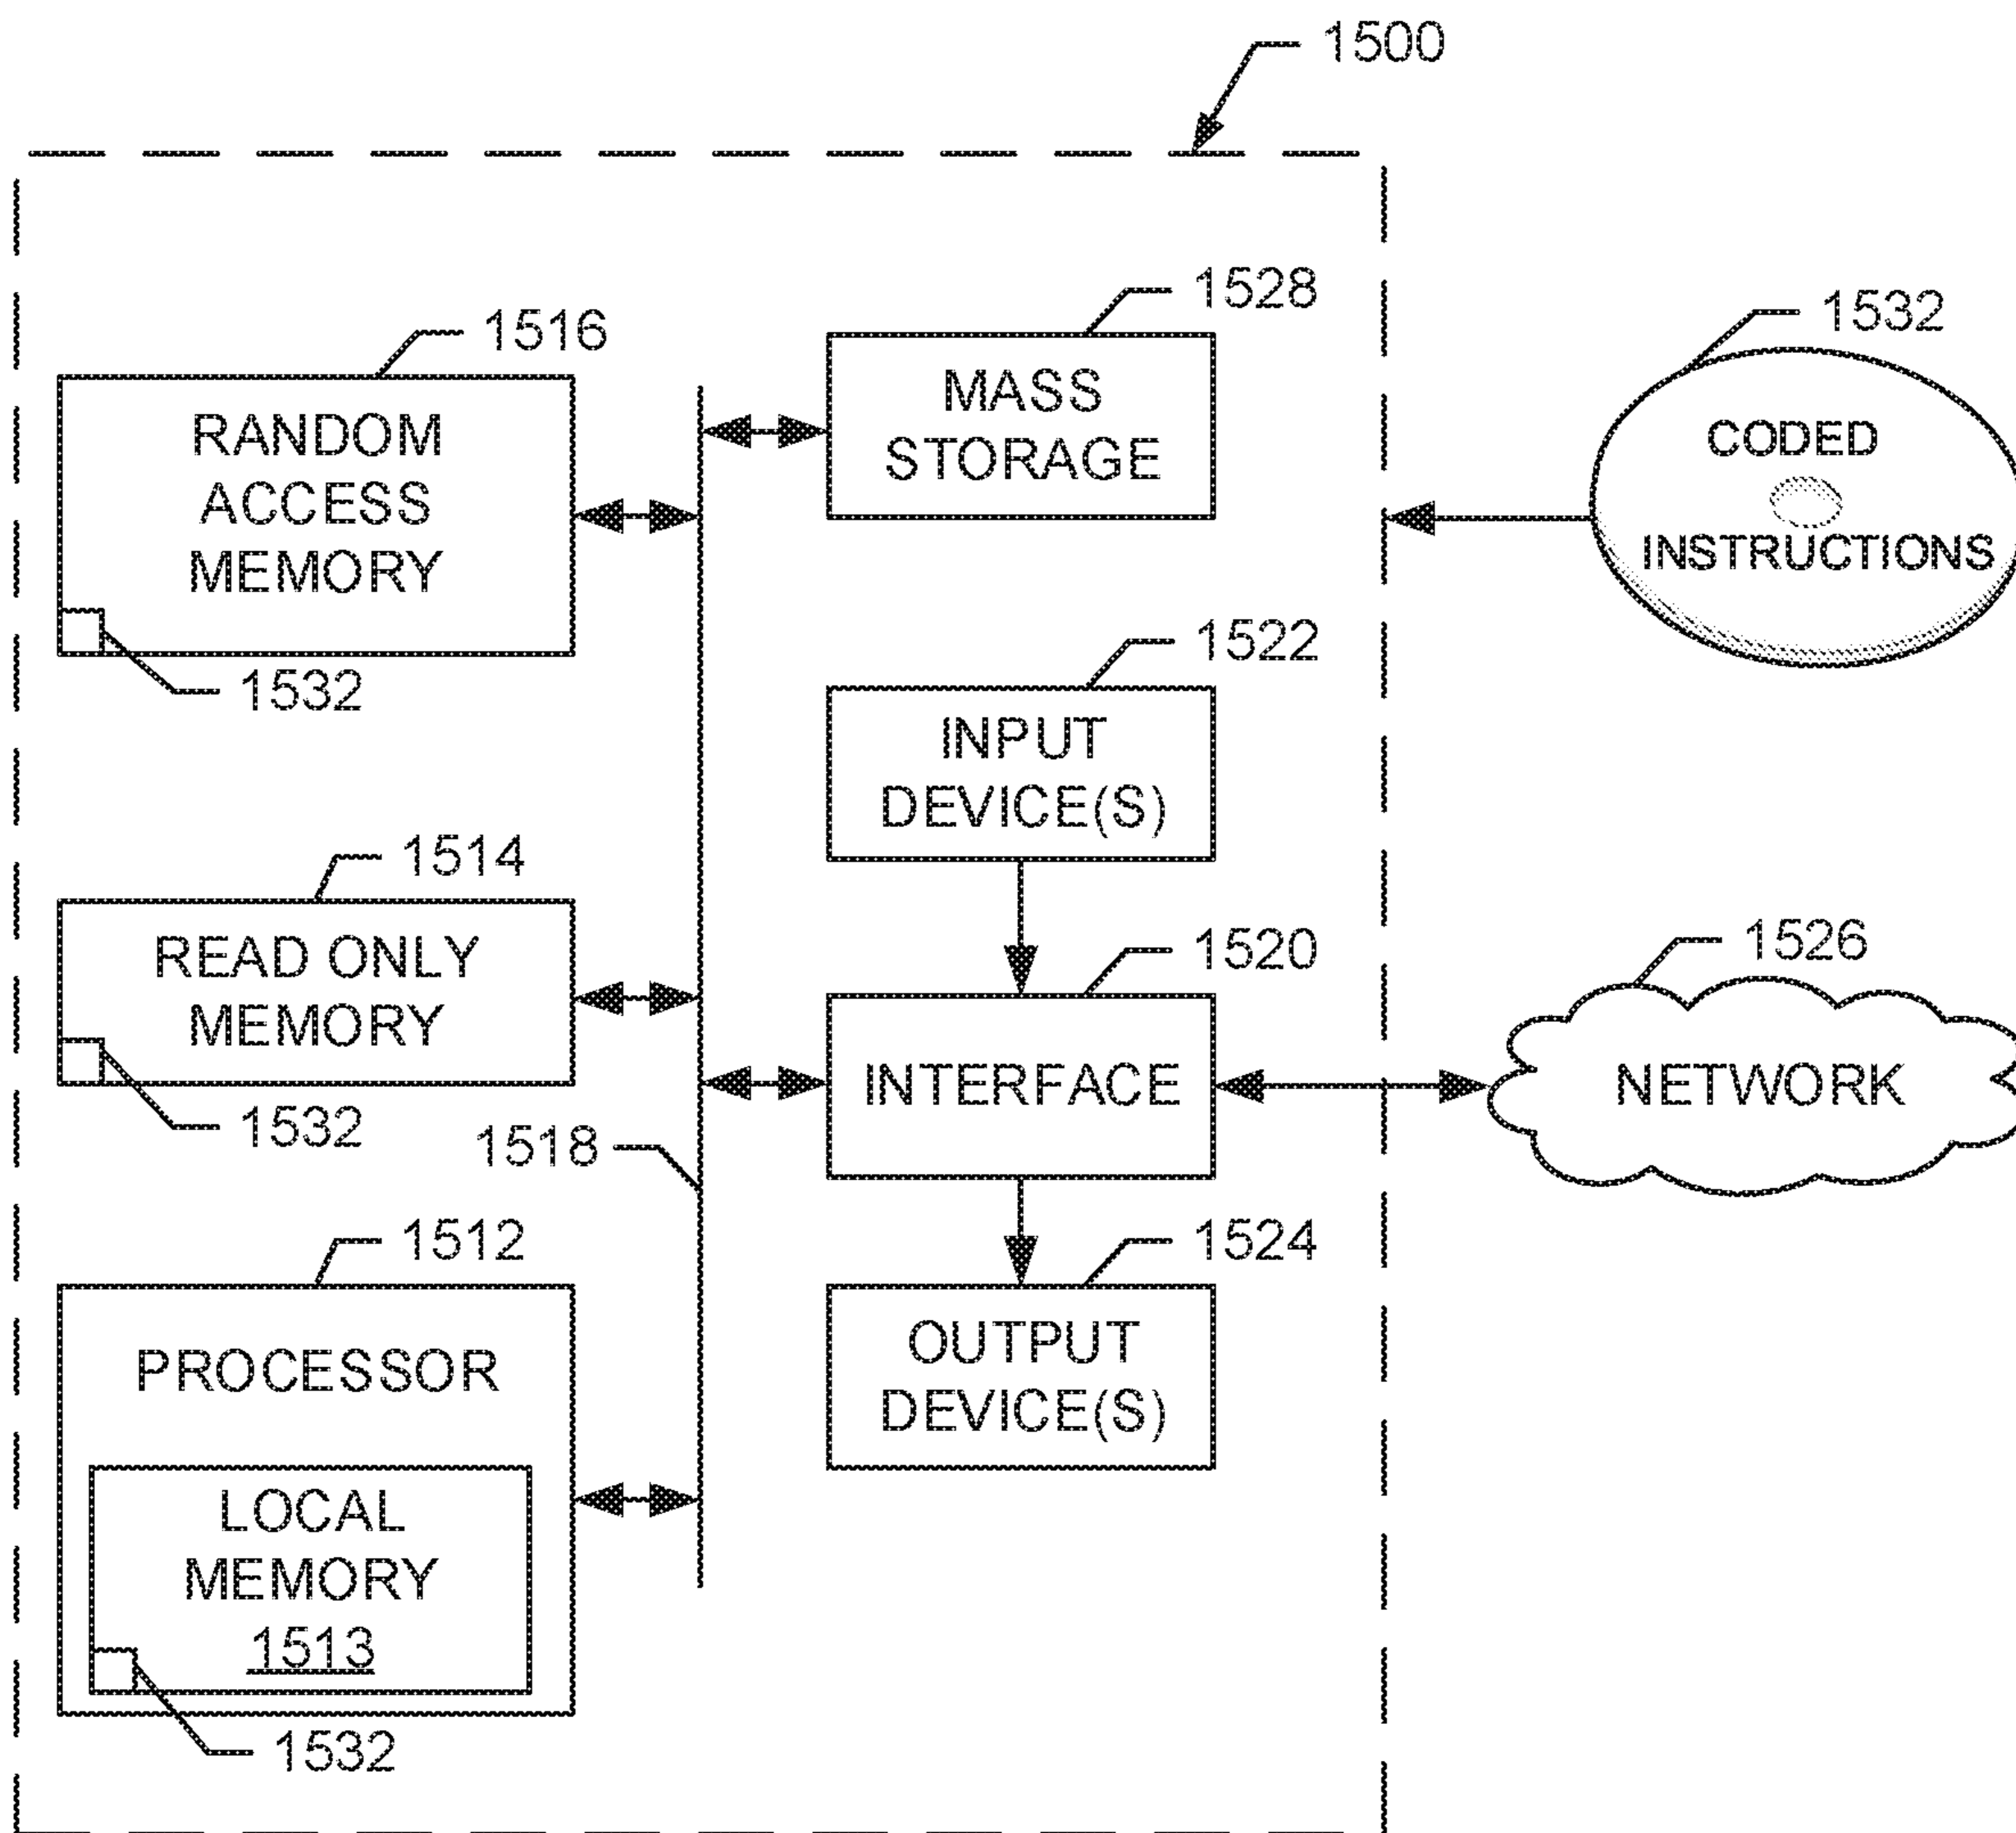 1500
1528
1516
1532
MASS
STORAGE
RANDOM
ACCESS
MEMORY
CODED
INSTRUCTIONS
1532
1522
INPUT
DEVICE(S)
1514
READ ONLY
MEMORY
1520
1526
INTERFACE
NETWORK
1532
1518
1512
1524
PROCESSOR
OUTPUT
DEVICE(S)
LOCAL
MEMORY
1513
1532